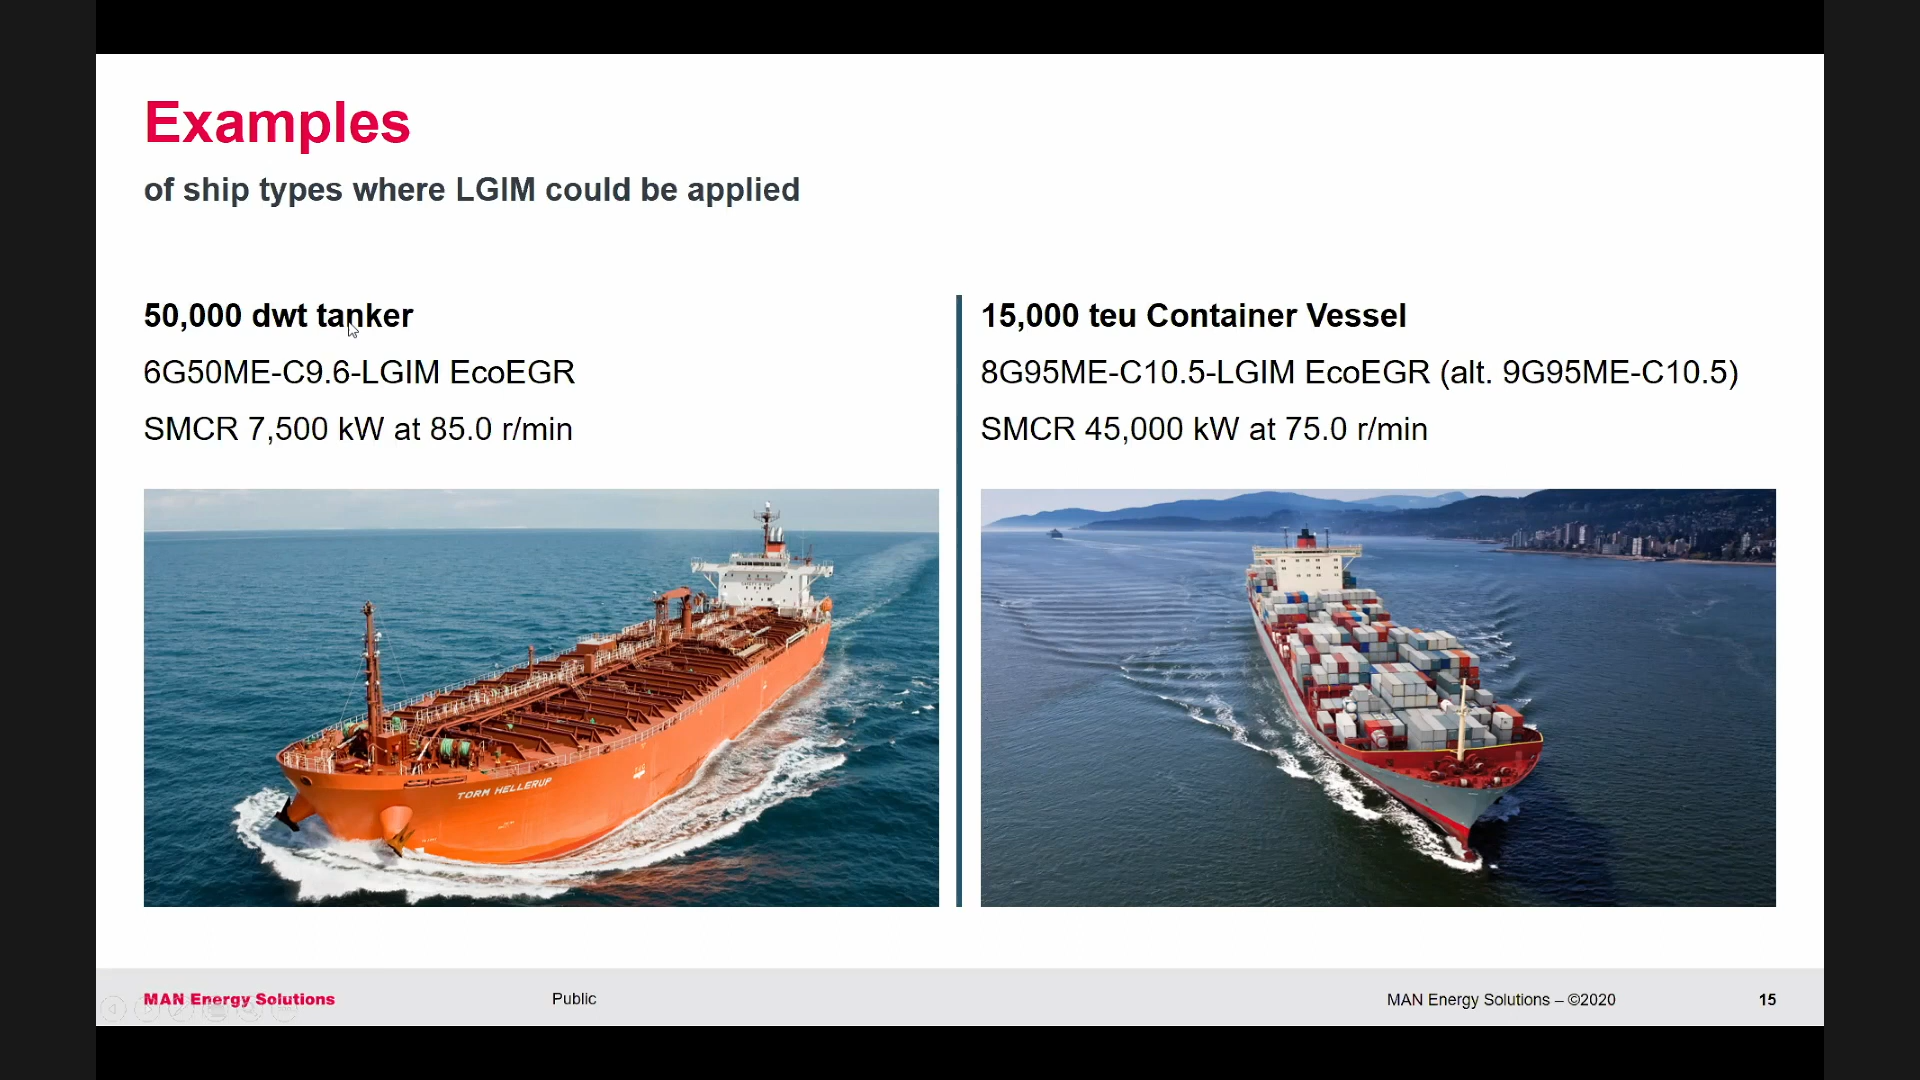 Examples
of ship types where LGIM could be applied
50,000 dwt tanker
6G50ME-C9.6-LGIM EcoEGR
SMCR 7,500 kW at 85.0 r/min
15,000 teu Container Vessel
8G95ME-C10.5-LGIM EcoEGR (alt. 9G95ME-C10.5)
SMCR 45,000 kW at 75.0 r/min
TORM HELLERUP
MAN Energy Solutions
Public
MAN Energy Solutions – ©2020
15